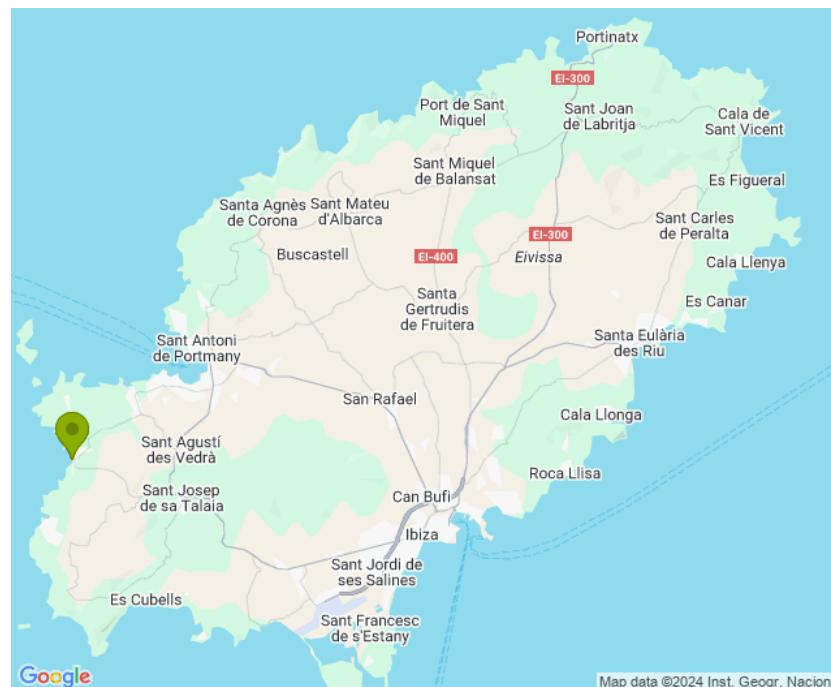 Portinatx
EI-300
Port de Sant
Miquel
Sant Joan
de Labritja
Cala de
Sant Vicent
Sant Miquel
de Balansat
Es Figueral
Santa Agnès
de Corona
Sant Mateu
d'Albarca
Sant Carles
de Peralta
EI-300
Buscastell
EI-400
Eivissa
Cala Llenya
Santa
Gertrudis
de Fruitera
Es Canar
Sant Antoni
de Portmany
Santa Eulària
des Riu
San Rafael
Cala Llonga
Sant Agustí
des Vedrà
Roca Llisa
Sant Josep
de sa Talaia
Can Bufi
Ibiza
Sant Jordi de
ses Salines
Es Cubells
Sant Francesc
de s'Estany
Google
Map data ©2024 Inst. Geogr. Nacion